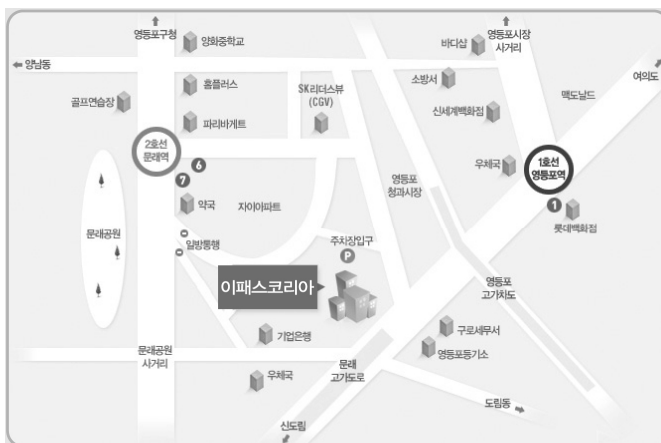 영등포구청
양화중학교
영등포시장
사거리
바디샵
양남동
여의도
홈플러스
SK리더스뷰
(CGV)
소방서
맥도날드
골프연습장
신세계백화점
파리바게트
2호선
문래역
6
7
우체국
1호선
영등포역
영등포
청과시장
약국
자이아파트
1
롯데백화점
문래공원
일방통행
주차장입구
P
이패스코리아
영등포
고가차도
기업은행
구로세무서
영등포등기소
문래공원
사거리
우체국
문래
고가도로
도림동
신도림